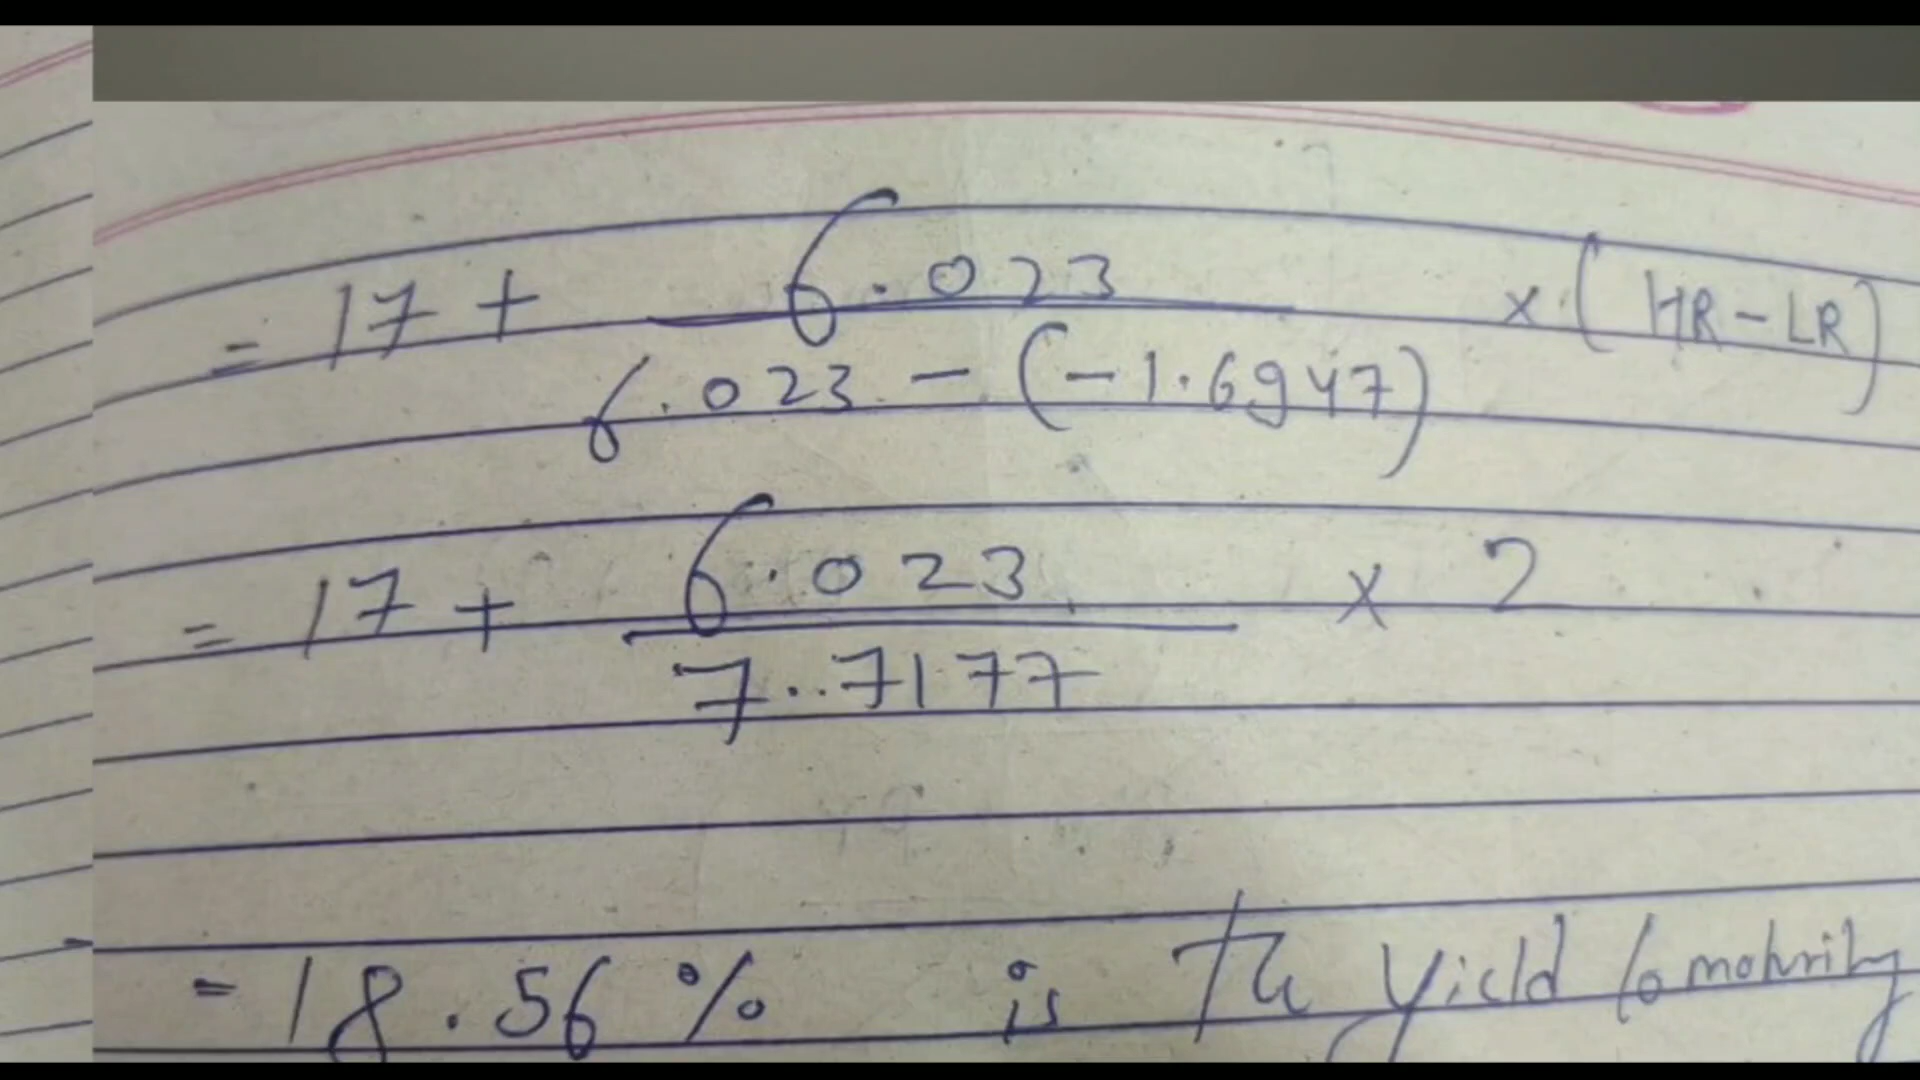 = 17 + 6.023 / 6.023 - (-1.6947) × (HR - LR)
= 17 + 6.023 / 7..7177 × 2
= 18.56 % is the yield to maturity